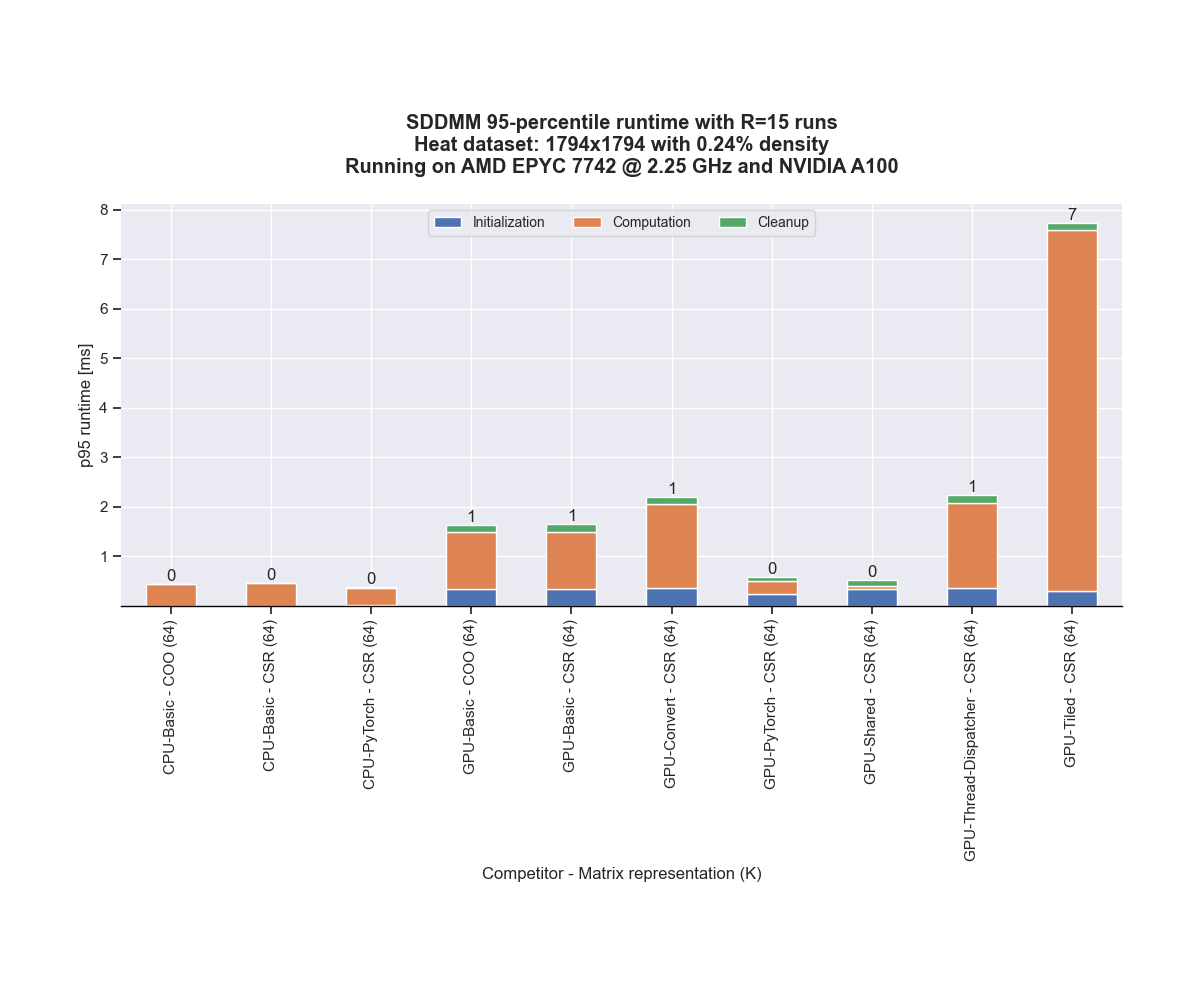 SDDMM 95-percentile runtime with R=15 runs
Heat dataset: 1794x1794 with 0.24% density
Running on AMD EPYC 7742 @ 2.25 GHz and NVIDIA A100
Initialization Computation Cleanup
p95 runtime [ms]
8
7
6
5
4
3
2
1
0
0
0
1
1
1
0
0
1
7
CPU-Basic - COO (64)
CPU-Basic - CSR (64)
CPU-PyTorch - CSR (64)
GPU-Basic - COO (64)
GPU-Basic - CSR (64)
GPU-Convert - CSR (64)
GPU-PyTorch - CSR (64)
GPU-Shared - CSR (64)
GPU-Thread-Dispatcher - CSR (64)
GPU-Tiled - CSR (64)
Competitor - Matrix representation (K)